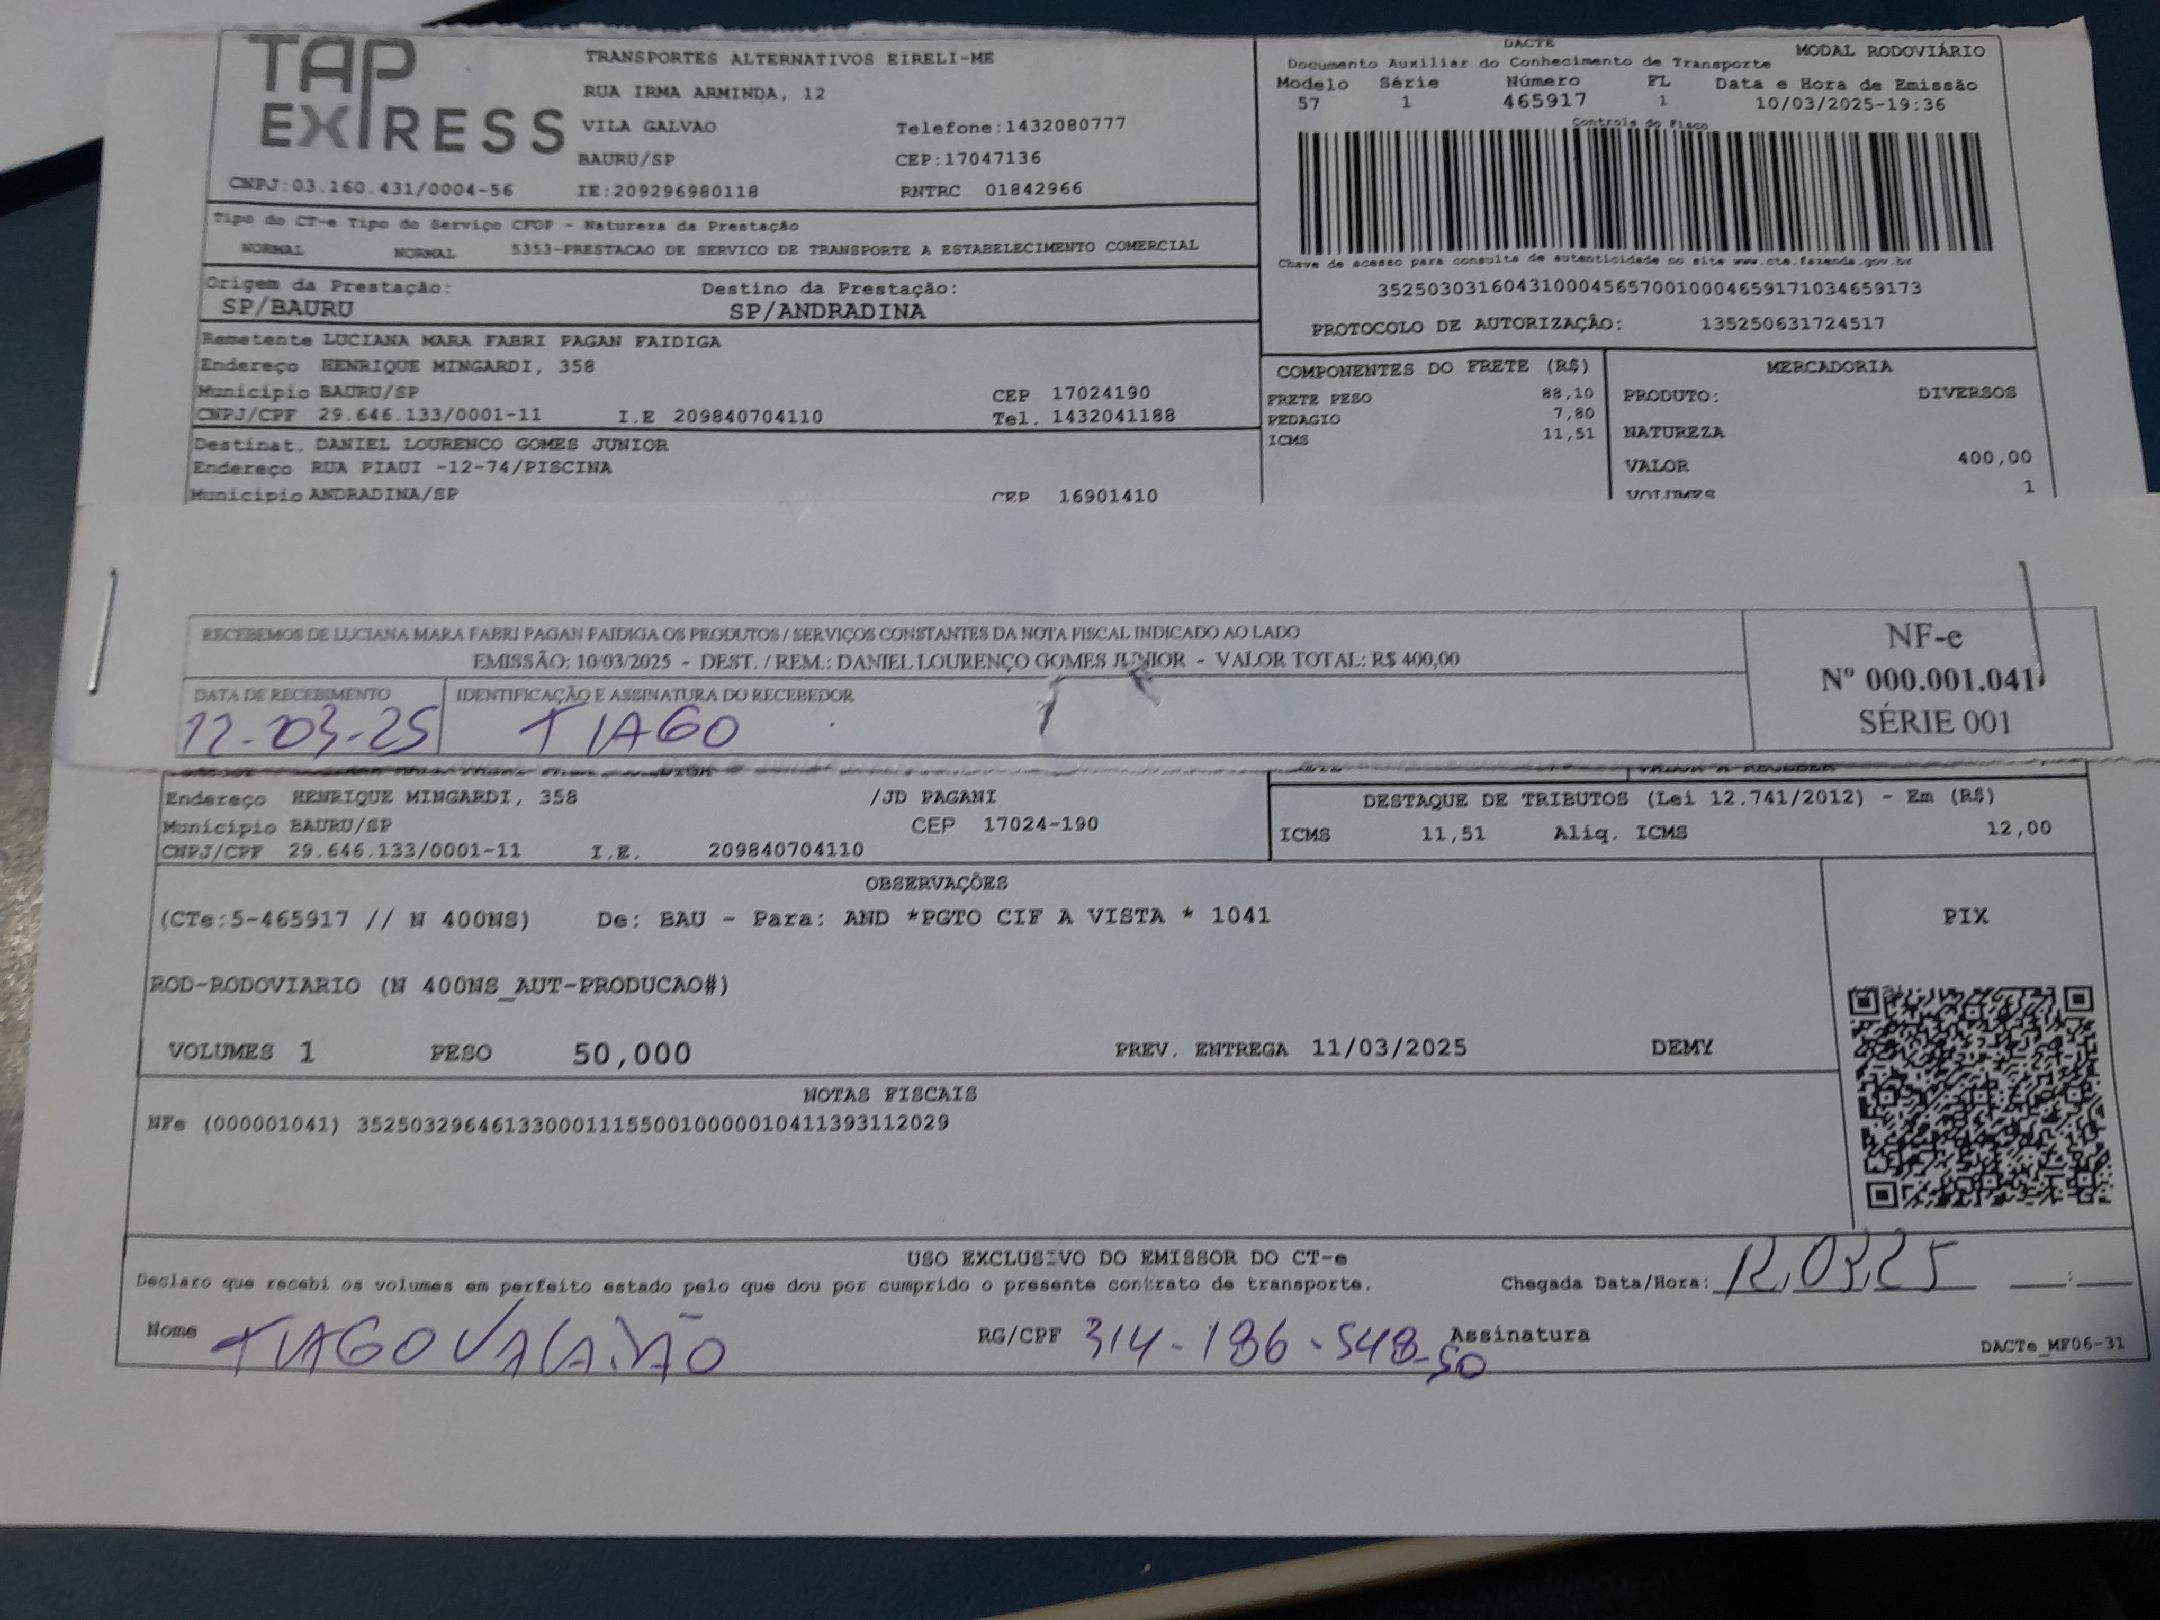 TAP EXPRESS
TRANSPORTES ALTERNATIVOS EIRELI-ME
RUA IRMA ARMINDA, 12
VILA GALVAO Telefone:1432080777
BAURU/SP CEP:17047136
CNPJ:03.160.431/0004-56 IE:209296980118 RNTRC 01842966
DACTE MODAL RODOVIÁRIO
Documento Auxiliar do Conhecimento de Transporte
Modelo Série Número FL Data e Hora de Emissão
57 1 465917 1 10/03/2025-19:36
Controle do Fisco
Chave de acesso para consulta de autenticidade no site www.cte.fazenda.gov.br
35250303160431000456570010004659171034659173
PROTOCOLO DE AUTORIZAÇÃO: 135250631724517
Tipo do CT-e Tipo do Serviço CFOP - Natureza da Prestação
NORMAL NORMAL 5353-PRESTACAO DE SERVICO DE TRANSPORTE A ESTABELECIMENTO COMERCIAL
Origem da Prestação: Destino da Prestação:
SP/BAURU SP/ANDRADINA
Remetente LUCIANA MARA FABRI PAGAN FAIDIGA
Endereço HENRIQUE MINGARDI, 358
Município BAURU/SP CEP 17024190
CNPJ/CPF 29.646.133/0001-11 I.E 209840704110 Tel. 1432041188
Destinat. DANIEL LOURENCO GOMES JUNIOR
Endereço RUA PIAUI -12-74/PISCINA
Município ANDRADINA/SP CEP 16901410
COMPONENTES DO FRETE (R$)
FRETE PESO 88,10
PEDAGIO 7,80
ICMS 11,51
MERCADORIA
PRODUTO: DIVERSOS
NATUREZA
VALOR 400,00
VOLUMES 1
RECEBEMOS DE LUCIANA MARA FABRI PAGAN FAIDIGA OS PRODUTOS / SERVIÇOS CONSTANTES DA NOTA FISCAL INDICADO AO LADO
EMISSÃO: 10/03/2025 - DEST. / REM.: DANIEL LOURENÇO GOMES JUNIOR - VALOR TOTAL: R$ 400,00
DATA DE RECEBIMENTO IDENTIFICAÇÃO E ASSINATURA DO RECEBEDOR
12-03-25 TIAGO
NF-e
Nº 000.001.041
SÉRIE 001
Endereço HENRIQUE MINGARDI, 358 /JD PAGANI
Município BAURU/SP CEP 17024-190
CNPJ/CPF 29.646.133/0001-11 I.E. 209840704110
DESTAQUE DE TRIBUTOS (Lei 12.741/2012) - Em (R$)
ICMS 11,51 Aliq. ICMS 12,00
OBSERVAÇÕES
(CTe:5-465917 // N 400NS) De: BAU - Para: AND *PGTO CIF A VISTA * 1041
ROD-RODOVIARIO (N 400NS_AUT-PRODUCAO#)
VOLUMES 1 PESO 50,000 PREV. ENTREGA 11/03/2025 DEMY
PIX
NOTAS FISCAIS
NFe (000001041) 35250329646133000111550010000010411393112029
USO EXCLUSIVO DO EMISSOR DO CT-e
Declaro que recebi os volumes em perfeito estado pelo que dou por cumprido o presente contrato de transporte. Chegada Data/Hora: 12,03,25 __:__
Nome TIAGO RG/CPF 314-186-548-50 Assinatura
DACTe_MF06-31